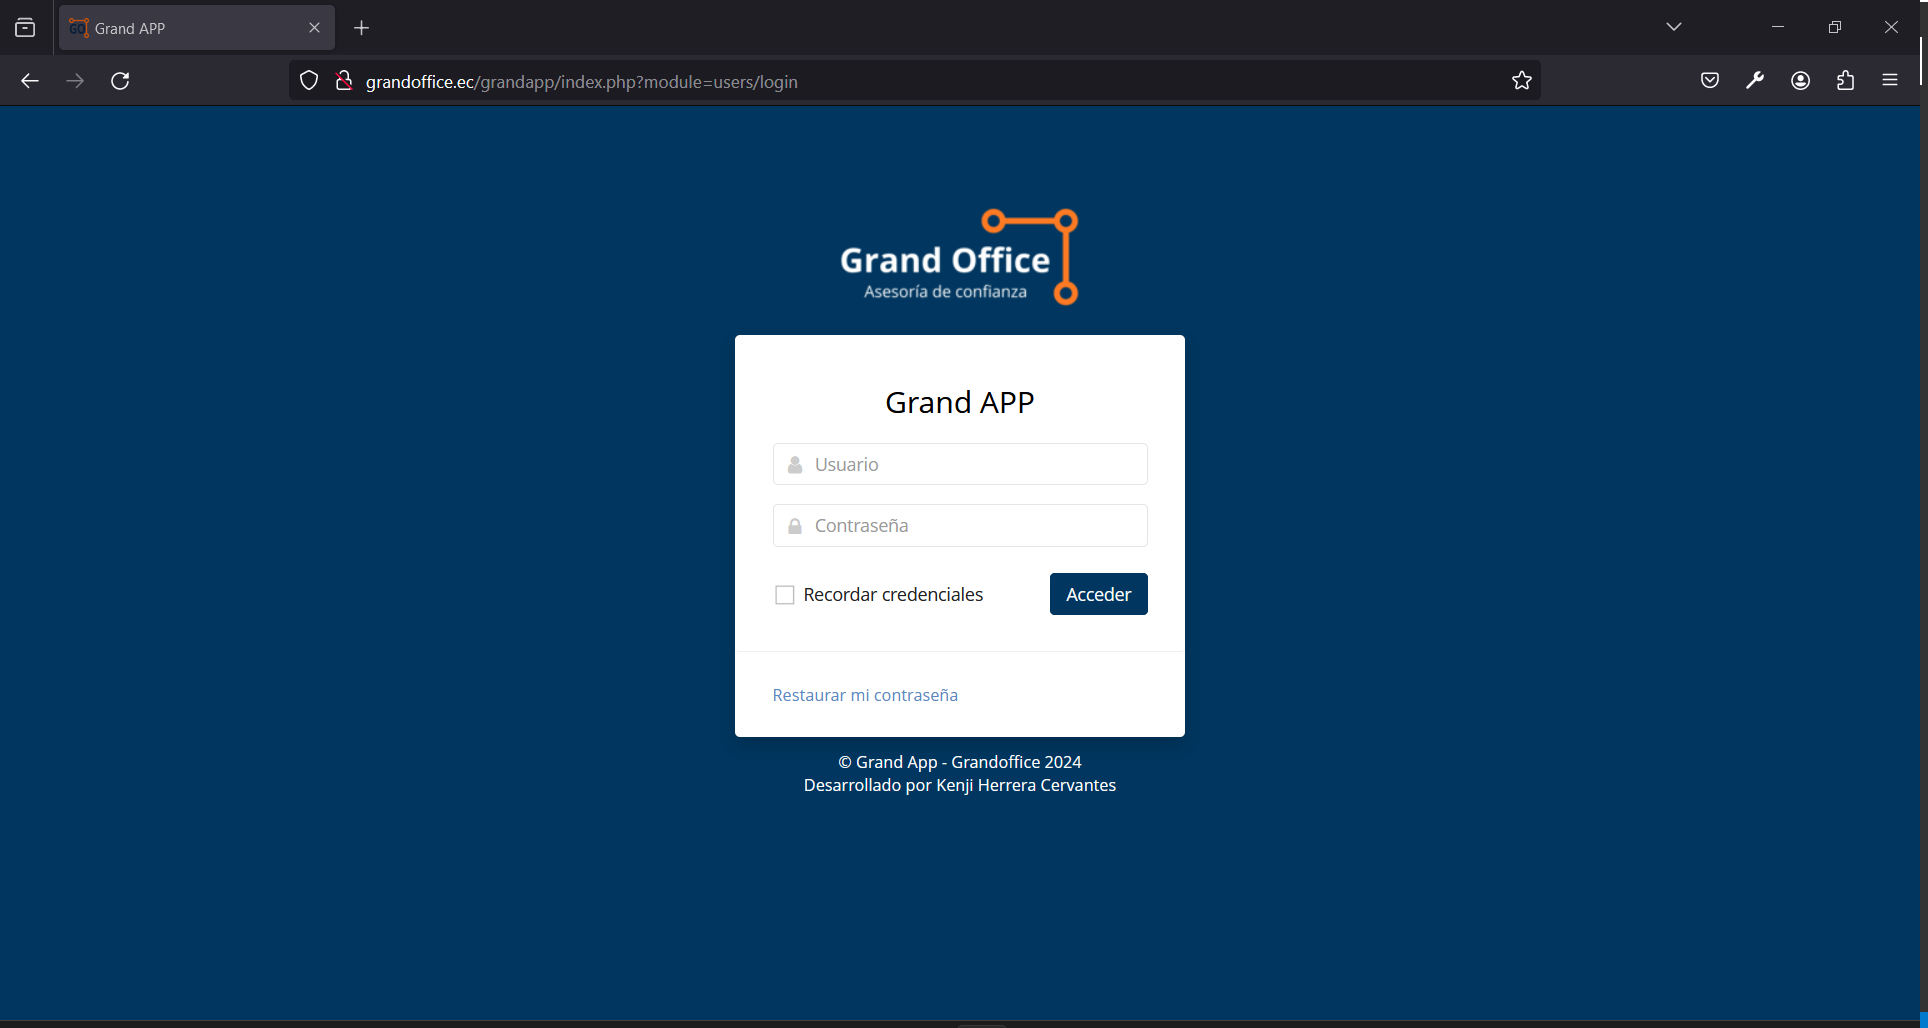 Grand APP
grandoffice.ec/grandapp/index.php?module=users/login
Grand Office
Asesoría de confianza
Grand APP
Usuario
Contraseña
Recordar credenciales
Acceder
Restaurar mi contraseña
© Grand App - Grandoffice 2024
Desarrollado por Kenji Herrera Cervantes